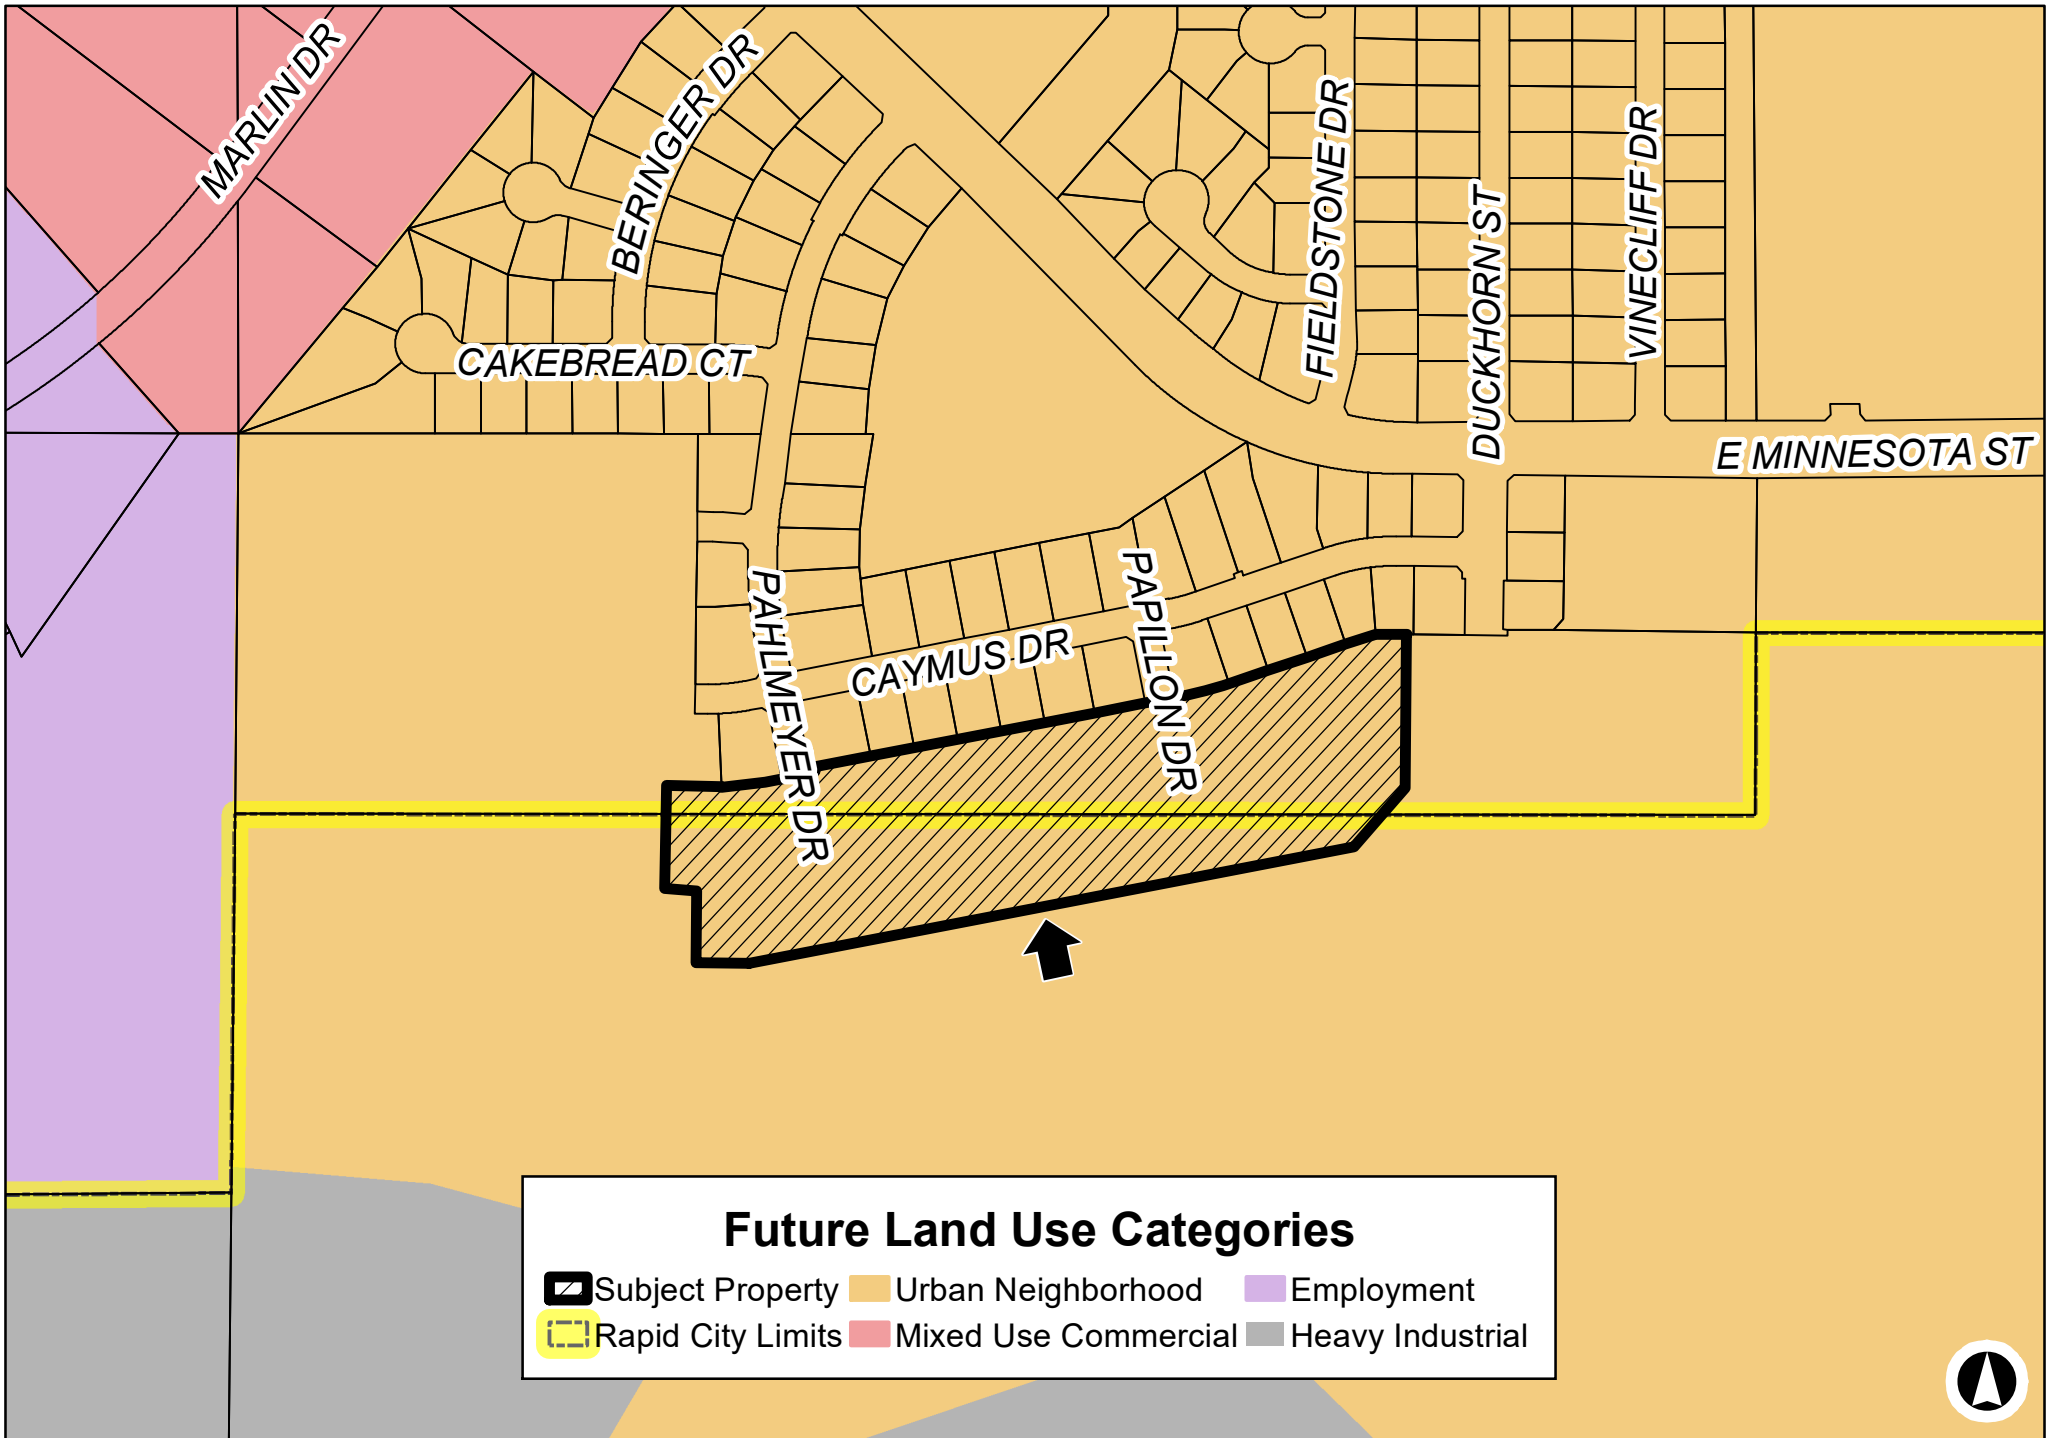 MARLIN DR
BERINGER DR
FIELDSTONE DR
DUCKHORN ST
VINECLIFF DR
CAKEBREAD CT
E MINNESOTA ST
PAHLMEYER DR
CAYMUS DR
PAPILLON DR
Future Land Use Categories
Subject Property Urban Neighborhood Employment
Rapid City Limits Mixed Use Commercial Heavy Industrial